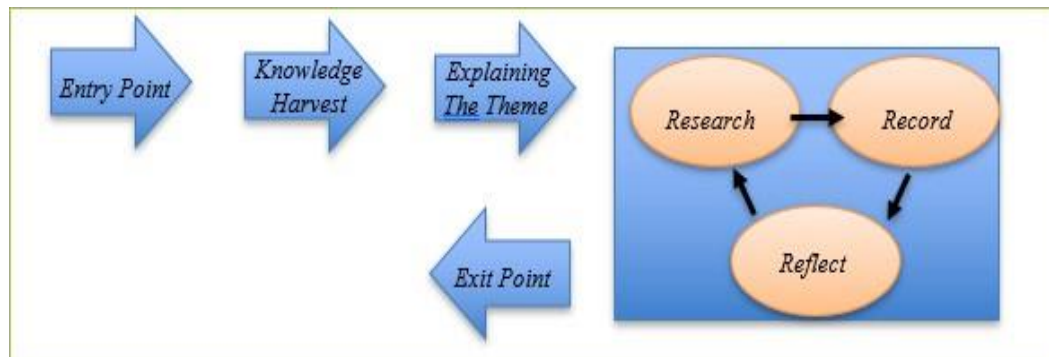 Entry Point
Knowledge
Harvest
Explaining
The Theme
Research
Record
Reflect
Exit Point